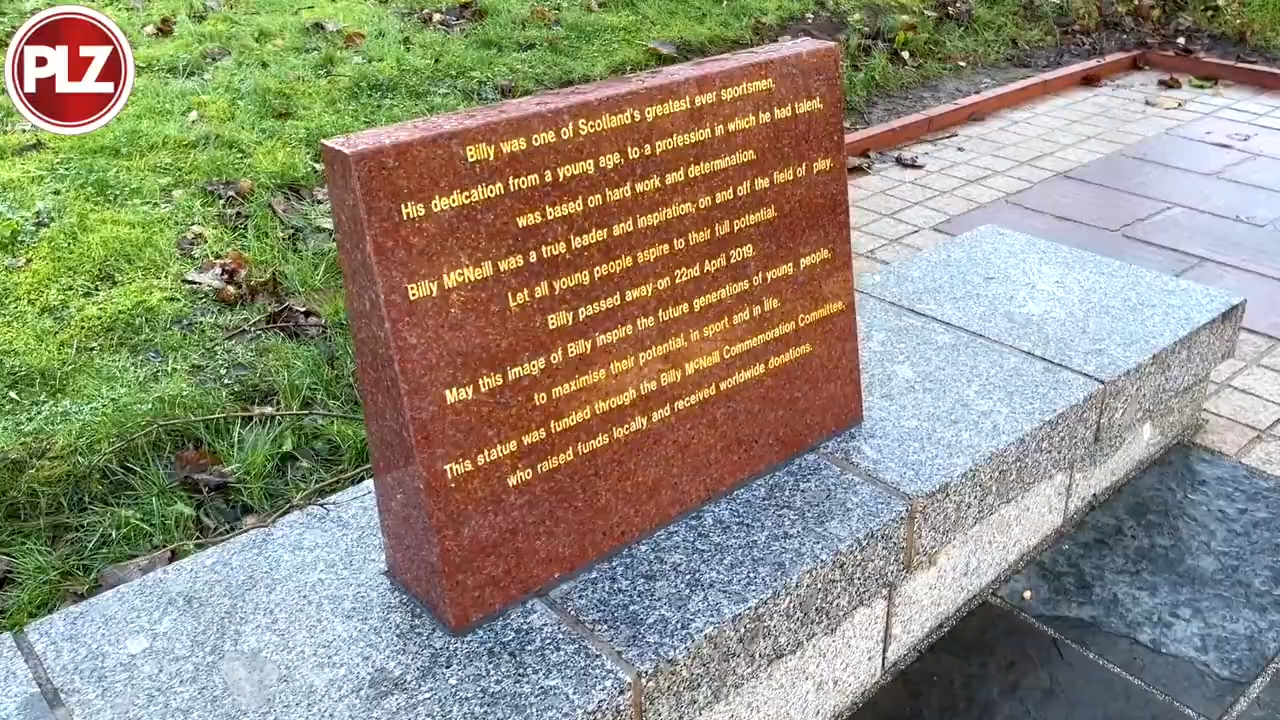 PLZ
Billy was one of Scotland's greatest ever sportsmen.
His dedication from a young age, to a profession in which he had talent,
was based on hard work and determination.
Billy McNeill was a true leader and inspiration, on and off the field of play.
Let all young people aspire to their full potential.
Billy passed away on 22nd April 2019.
May this image of Billy inspire the future generations of young people,
to maximise their potential, in sport and in life.
This statue was funded through the Billy McNeill Commemoration Committee,
who raised funds locally and received worldwide donations.